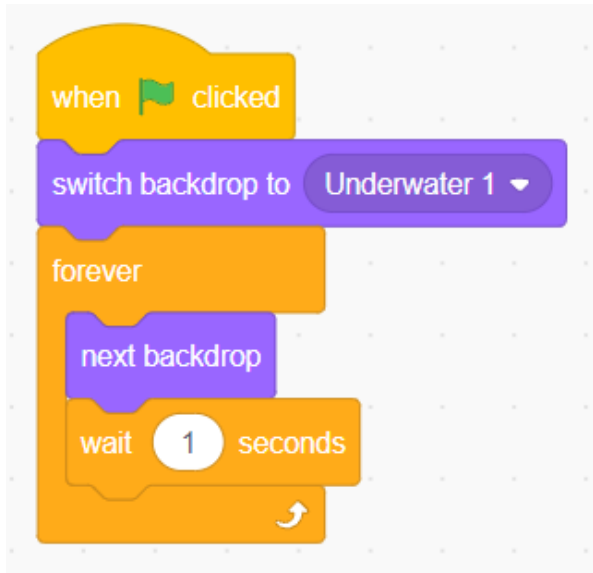 when clicked
switch backdrop to Underwater 1
forever
next backdrop
wait 1 seconds